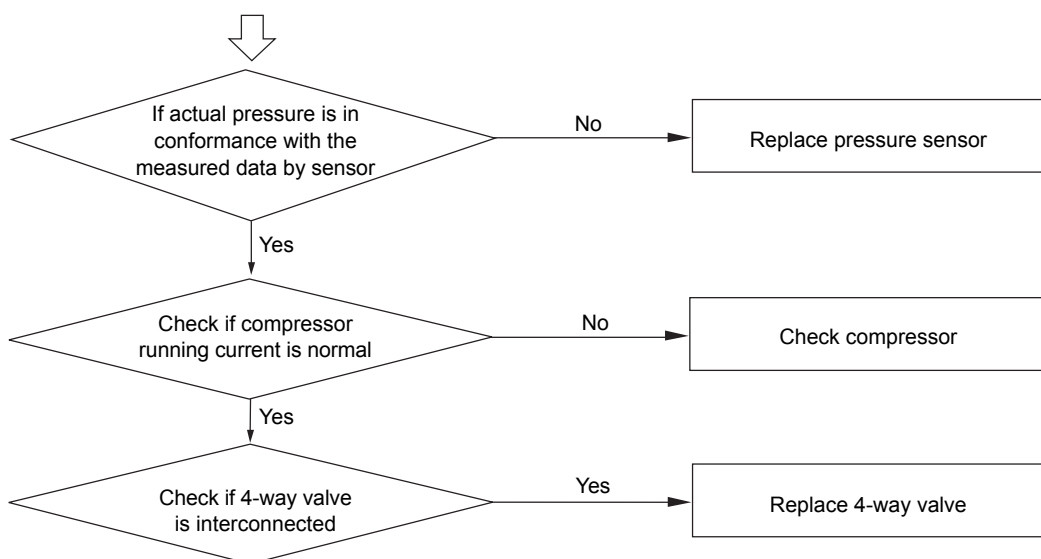 If actual pressure is in
conformance with the
measured data by sensor
No
Replace pressure sensor
Yes
Check if compressor
running current is normal
No
Check compressor
Yes
Check if 4-way valve
is interconnected
Yes
Replace 4-way valve